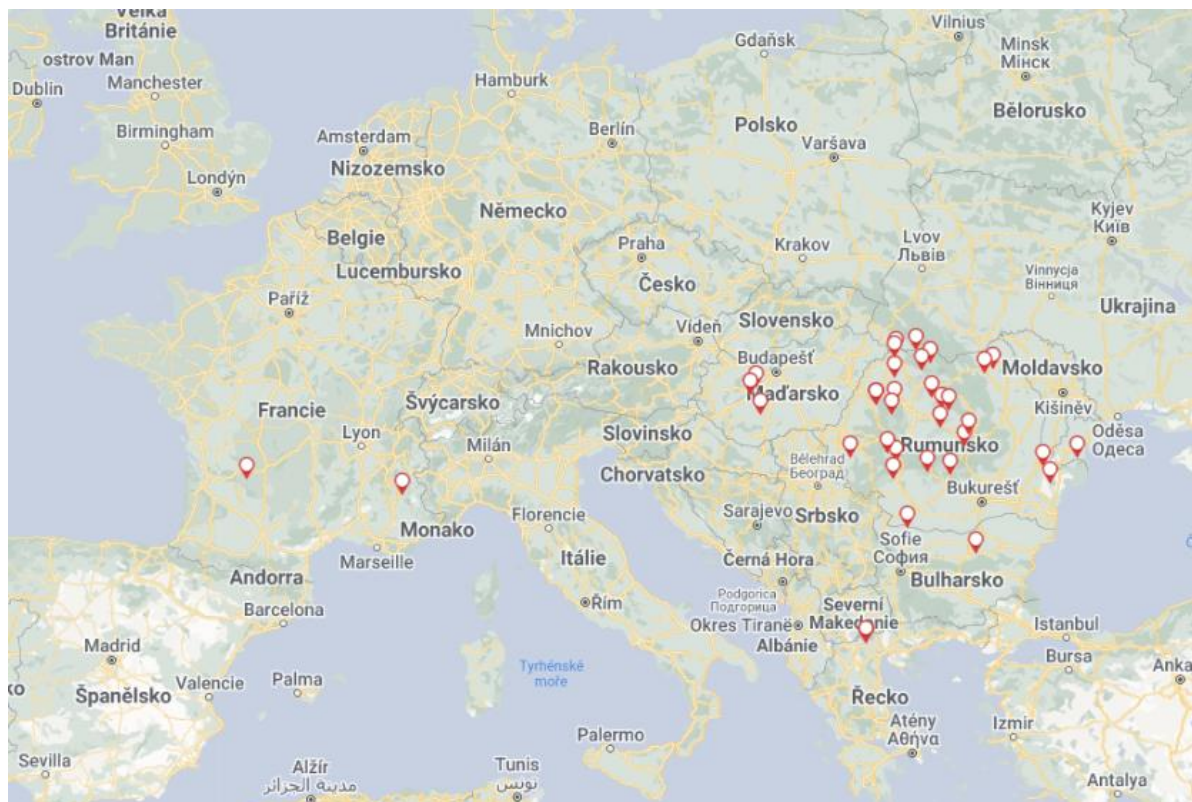 Velká
Británie
ostrov Man
Dublin
Manchester
Birmingham
Londýn
Hamburk
Amsterdam
Nizozemsko
Berlín
Gdaňsk
Vilnius
Minsk
Мінск
Bělorusko
Polsko
Varšava
Německo
Belgie
Lucembursko
Praha
Česko
Krakov
Lvov
Львів
Kyjev
Київ
Vinnycja
Вінниця
Ukrajina
Paříž
Mnichov
Vídeň
Slovensko
Rakousko
Budapešť
Maďarsko
Moldavsko
Kišiněv
Oděsa
Одеса
Francie
Švýcarsko
Lyon
Milán
Slovinsko
Chorvatsko
Rumunsko
Bělehrad
Београд
Bukurešť
Monako
Marseille
Florencie
Sarajevo
Srbsko
Sofie
София
Itálie
Černá Hora
Bulharsko
Andorra
Barcelona
Řím
Podgorica
Подгорица
Okres Tiranë
Albánie
Severní
Makedonie
Istanbul
Bursa
Anka
Madrid
Španělsko
Valencie
Palma
Tyrhénské
moře
Řecko
Atény
Αθήνα
Izmir
Palermo
Sevilla
Alžír
مدينة الجزائر
Tunis
تونس
Antalya